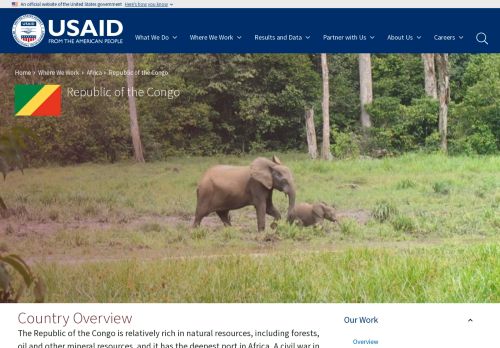 An official website of the United States government Here's how you know
USAID
FROM THE AMERICAN PEOPLE
What We Do Where We Work Results and Data Partner with Us About Us Careers
Home › Where We Work › Africa › Republic of the Congo
Republic of the Congo
Country Overview
The Republic of the Congo is relatively rich in natural resources, including forests,
oil and other mineral resources, and it has the deepest port in Africa. A civil war in
Our Work
Overview